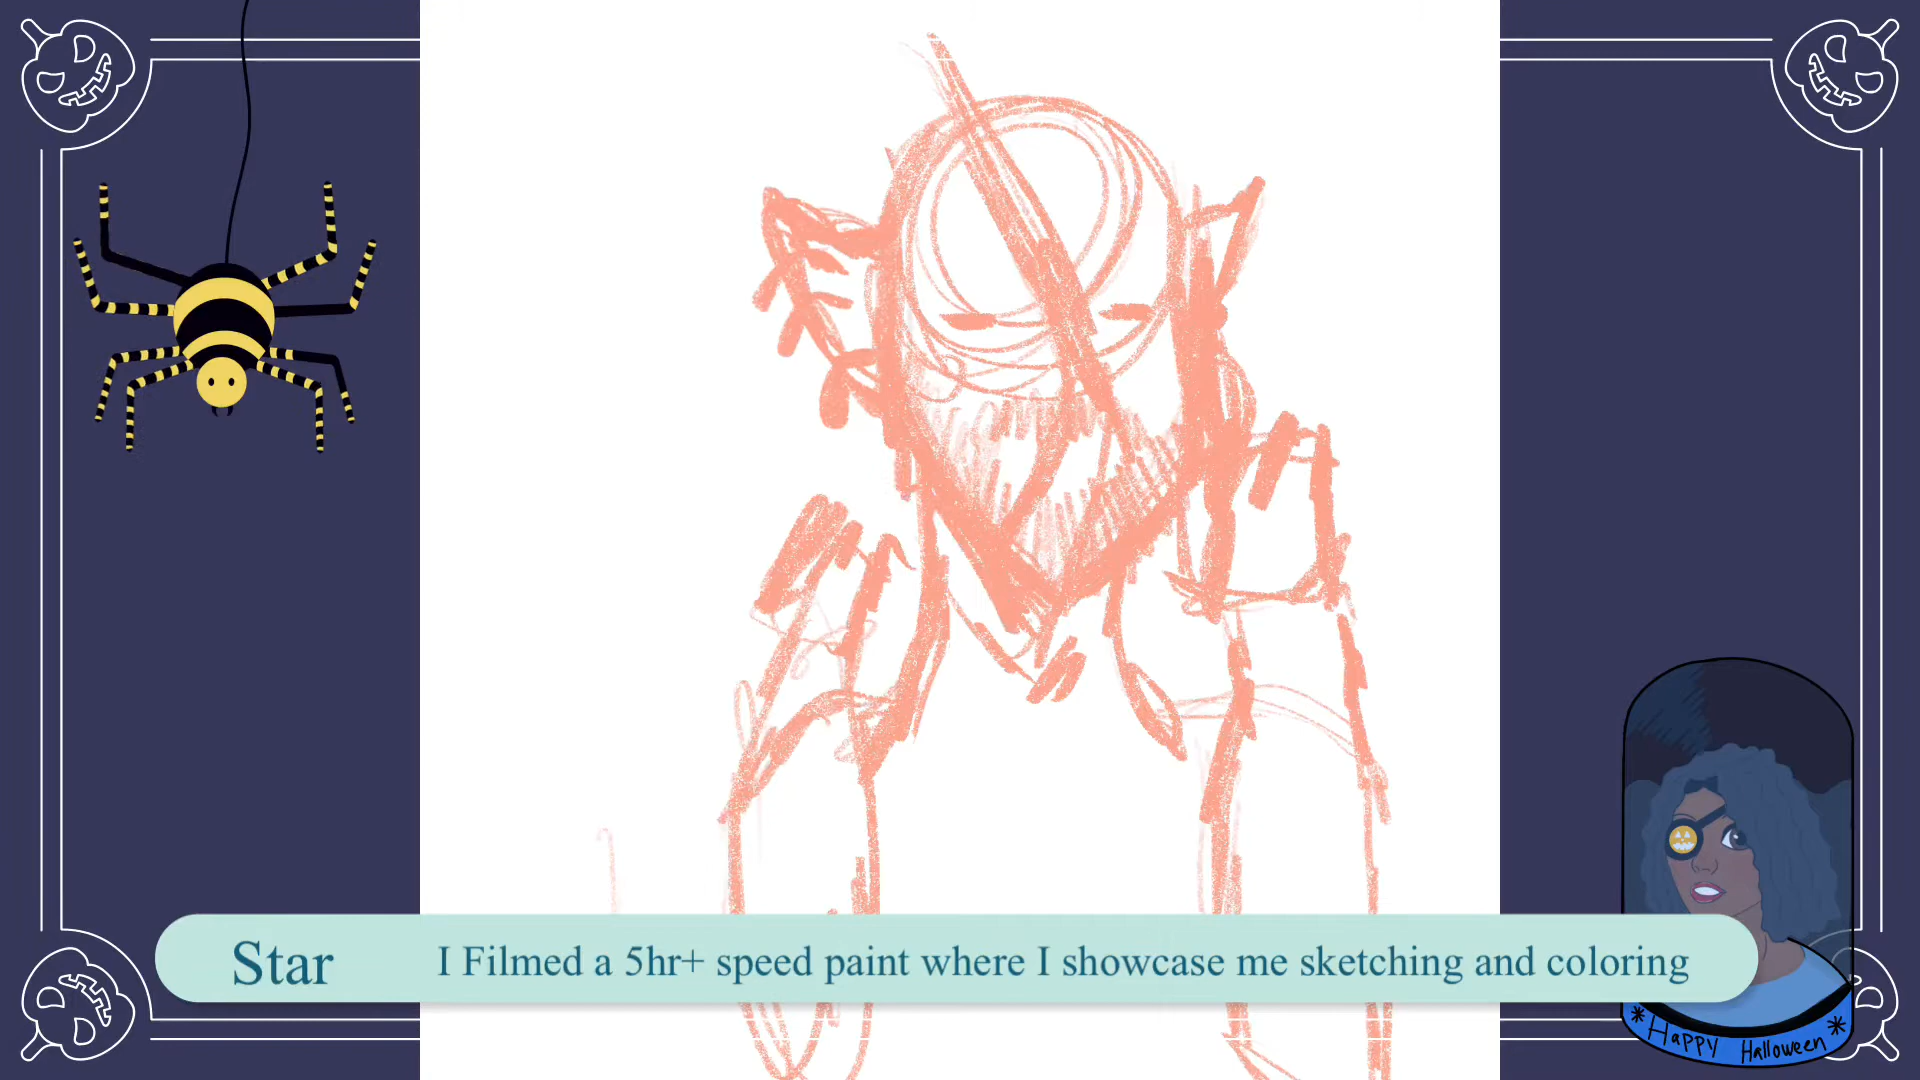 Star
I Filmed a 5hr+ speed paint where I showcase me sketching and coloring
Happy Halloween